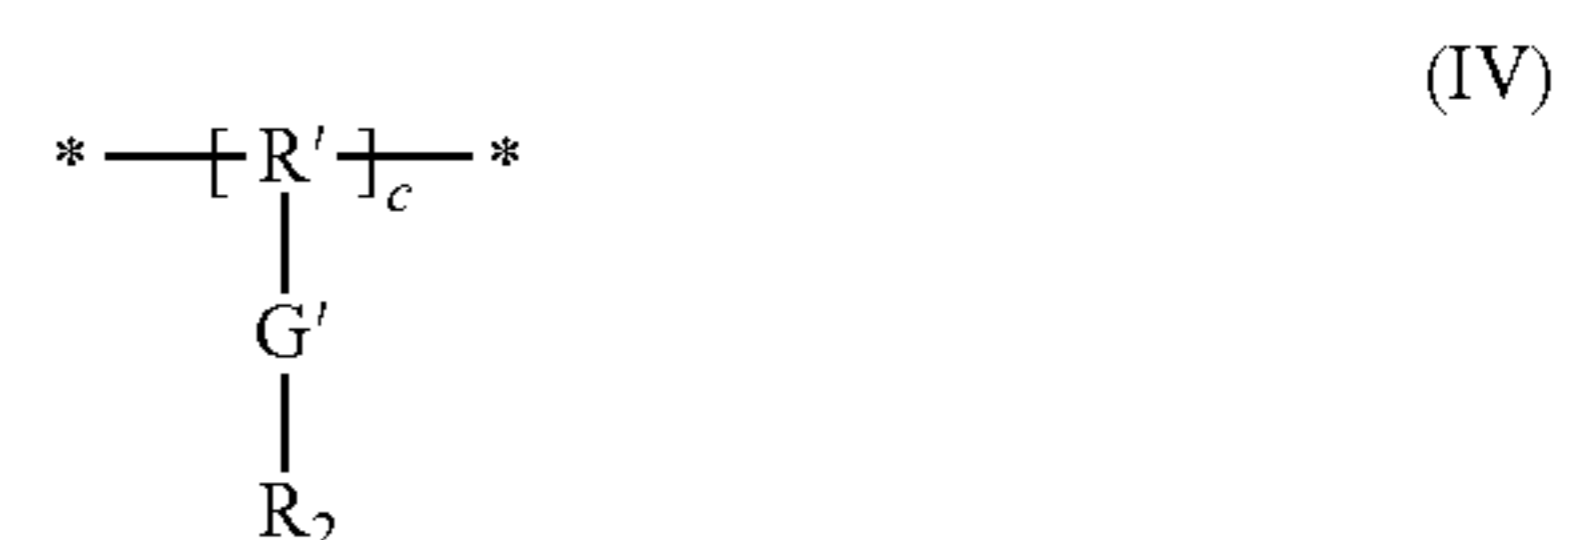 (IV)
* [ R′ ]c *
G′
R2